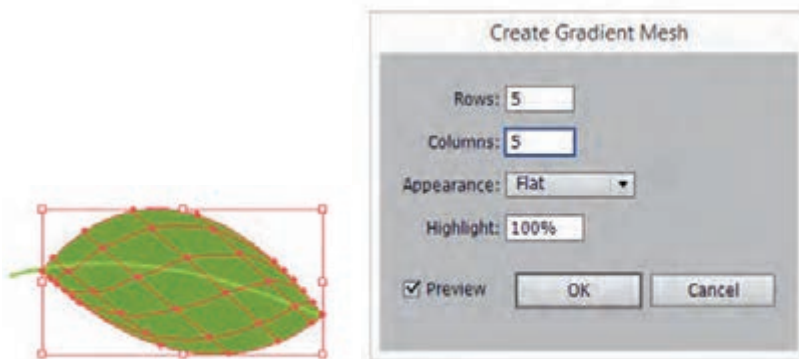 Create Gradient Mesh
Rows: 5
Columns: 5
Appearance: Flat
Highlight: 100%
Preview OK Cancel